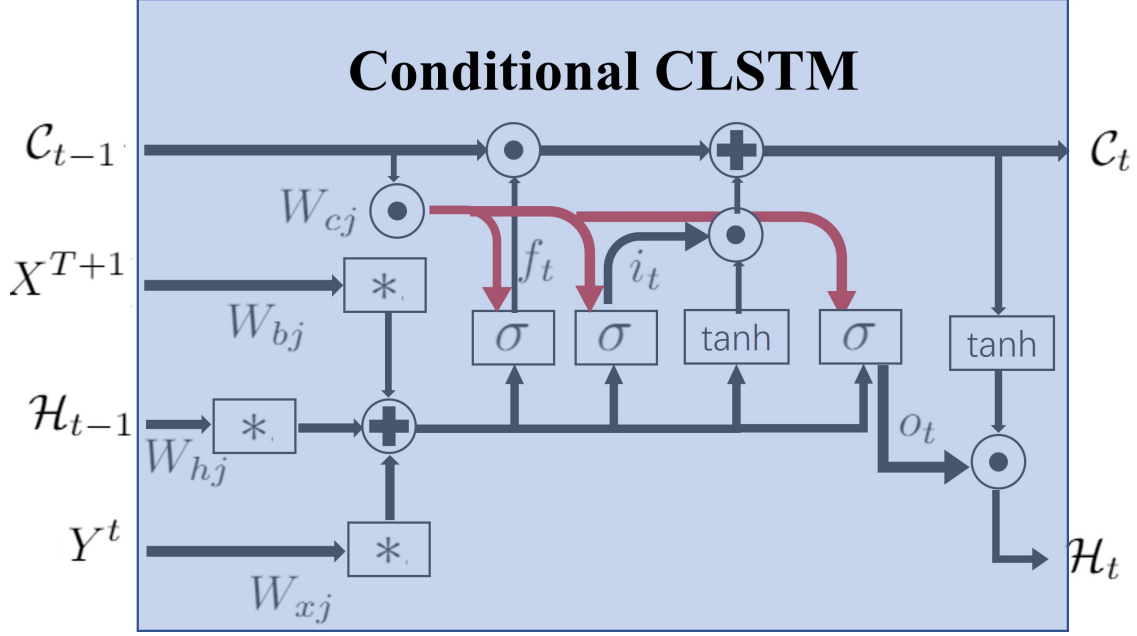 Conditional CLSTM
𝒞_{t−1}
𝒞_t
W_{cj}
X^{T+1}
f_t
i_t
*
W_{bj}
σ
σ
tanh
σ
tanh
ℋ_{t−1}
*
o_t
W_{hj}
Y^t
*
ℋ_t
W_{xj}